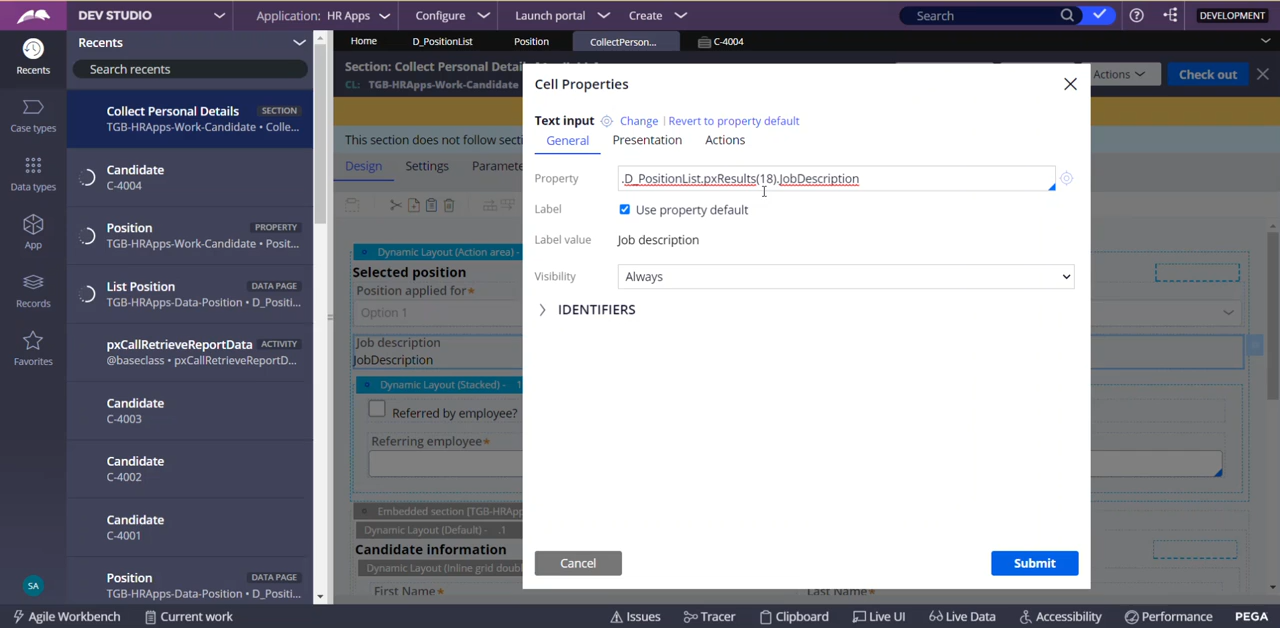 DEV STUDIO
Application: HR Apps
Configure
Launch portal
Create
Search
DEVELOPMENT
Recents
Recents
Search recents
Home
D_PositionList
Position
CollectPerson...
C-4004
Case types
Data types
App
Records
Favorites
SA
Collect Personal Details SECTION
TGB-HRApps-Work-Candidate • Colle...
Candidate
C-4004
Position PROPERTY
TGB-HRApps-Work-Candidate • Posit...
List Position DATA PAGE
TGB-HRApps-Data-Position • D_Positi...
pxCallRetrieveReportData ACTIVITY
@baseclass • pxCallRetrieveReportD...
Candidate
C-4003
Candidate
C-4002
Candidate
C-4001
Position DATA PAGE
TGB-HRApps-Data-Position • D_Positi...
Section: Collect Personal Deta
CL: TGB-HRApps-Work-Candidate
Actions
Check out
This section does not follow secti
Design Settings Paramete
Dynamic Layout (Action area) -
Selected position
Position applied for*
Option 1
Job description
JobDescription
Dynamic Layout (Stacked) - 1
Referred by employee?
Referring employee*
Embedded section [TGB-HRApp
Dynamic Layout (Default) - .1
Candidate information
Dynamic Layout (Inline grid doubl
First Name*
Last Name*
Cell Properties
Text input Change | Revert to property default
General Presentation Actions
Property .D_PositionList.pxResults(18).JobDescription
Label Use property default
Label value Job description
Visibility Always
IDENTIFIERS
Cancel Submit
Agile Workbench
Current work
Issues
Tracer
Clipboard
Live UI
Live Data
Accessibility
Performance
PEGA